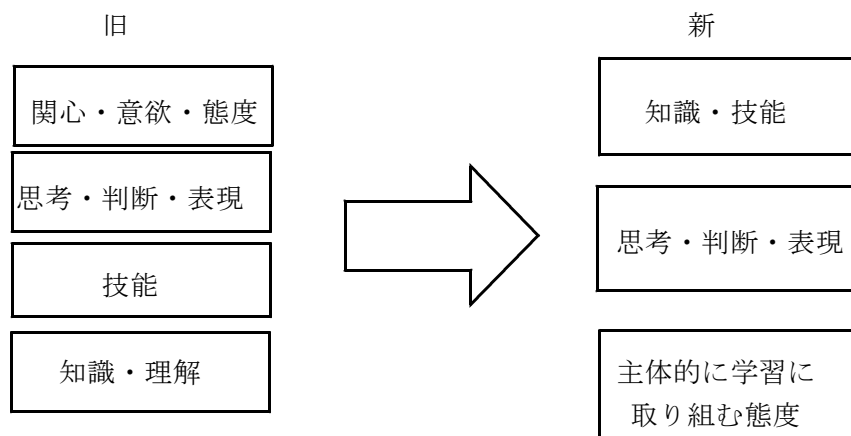 旧
関心・意欲・態度
思考・判断・表現
技能
知識・理解
新
知識・技能
思考・判断・表現
主体的に学習に
取り組む態度